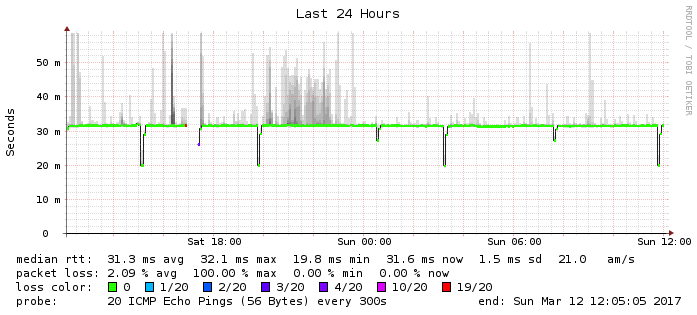 Last 24 Hours
RRDTOOL / TOBI OETIKER
Seconds
50 m
40 m
30 m
20 m
10 m
0
Sat 18:00 Sun 00:00 Sun 06:00 Sun 12:00
median rtt: 31.3 ms avg 32.1 ms max 19.8 ms min 31.6 ms now 1.5 ms sd 21.0 am/s
packet loss: 2.09 % avg 100.00 % max 0.00 % min 0.00 % now
loss color: 0 1/20 2/20 3/20 4/20 10/20 19/20
probe: 20 ICMP Echo Pings (56 Bytes) every 300s end: Sun Mar 12 12:05:05 2017